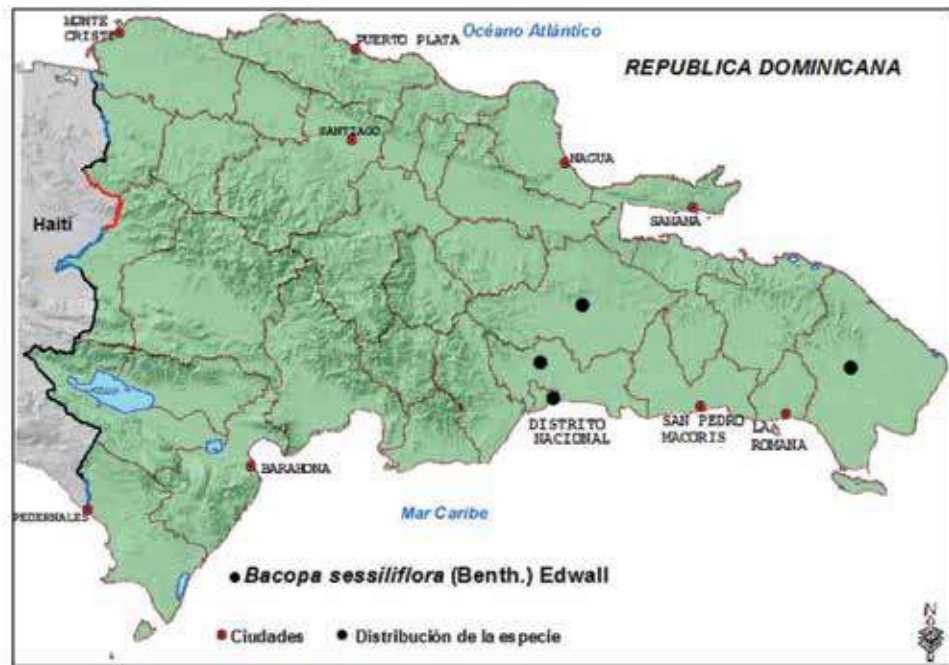 MONTE
CRISTI
PUERTO PLATA
Océano Atlántico
REPUBLICA DOMINICANA
SANTIAGO
NAGUA
SAMANA
Haití
DISTRITO
NACIONAL
SAN PEDRO
MACORIS
LA
ROMANA
BARAHONA
PEDERNALES
Mar Caribe
Bacopa sessiliflora (Benth.) Edwall
Ciudades
Distribución de la especie
N